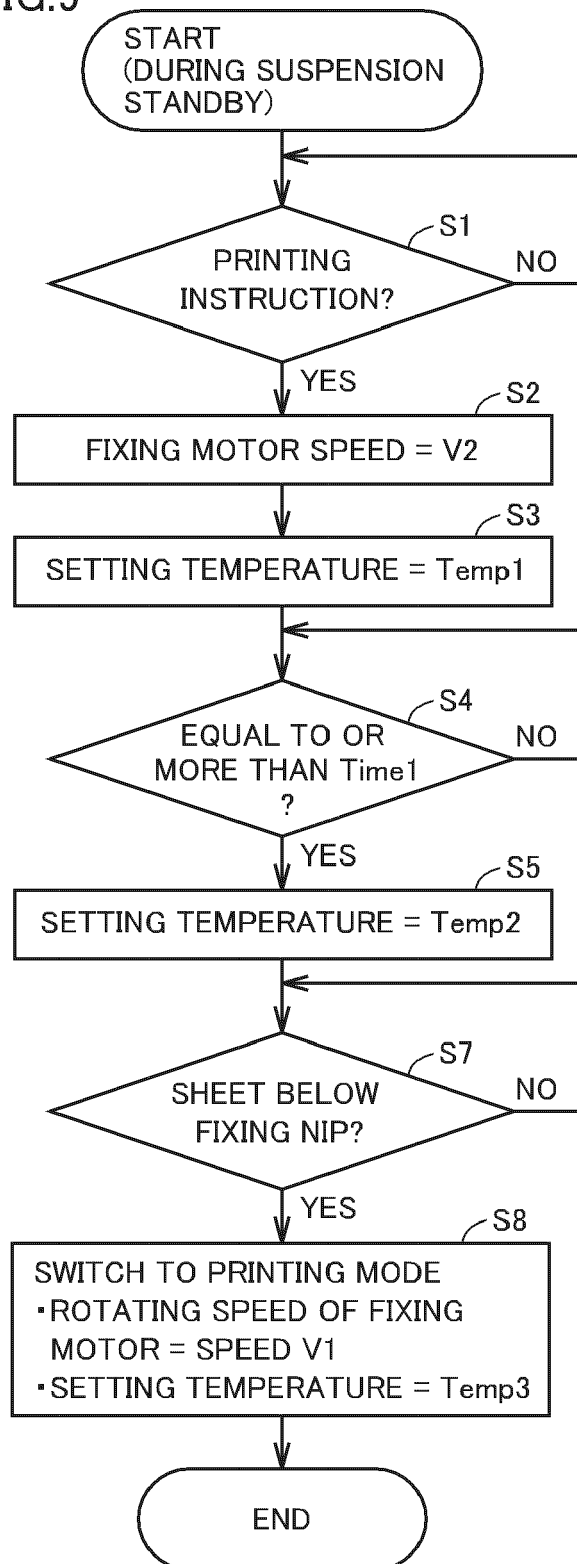 START
(DURING SUSPENSION
STANDBY)
S1
PRINTING
INSTRUCTION?
NO
YES
S2
FIXING MOTOR SPEED = V2
S3
SETTING TEMPERATURE = Temp1
S4
EQUAL TO OR
MORE THAN Time1
?
NO
YES
S5
SETTING TEMPERATURE = Temp2
S7
SHEET BELOW
FIXING NIP?
NO
YES
S8
SWITCH TO PRINTING MODE
・ROTATING SPEED OF FIXING
MOTOR = SPEED V1
・SETTING TEMPERATURE = Temp3
END